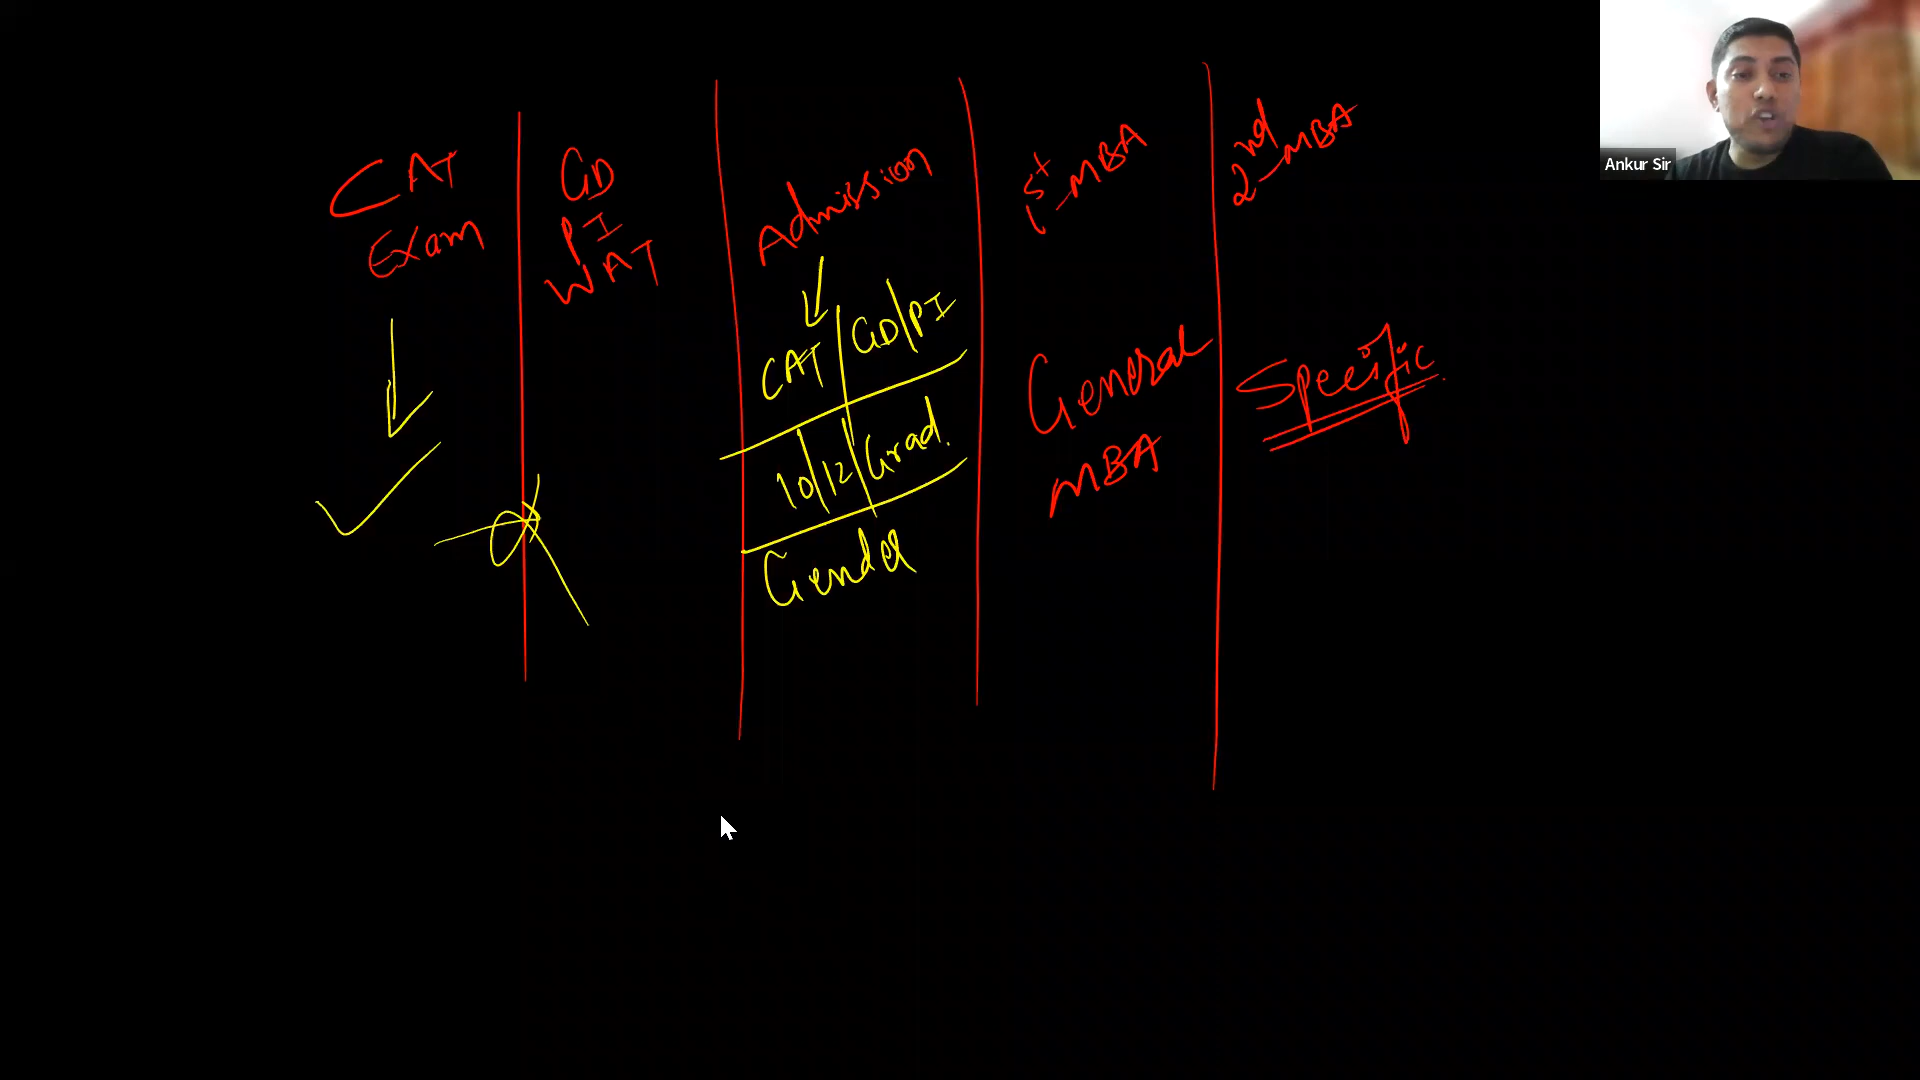 CAT
Exam
GD
PI
WAT
Admission
CAT | GD/PI
10/12/Grad.
Gender
1st MBA
General
MBA
2nd MBA
Specific
Ankur Sir